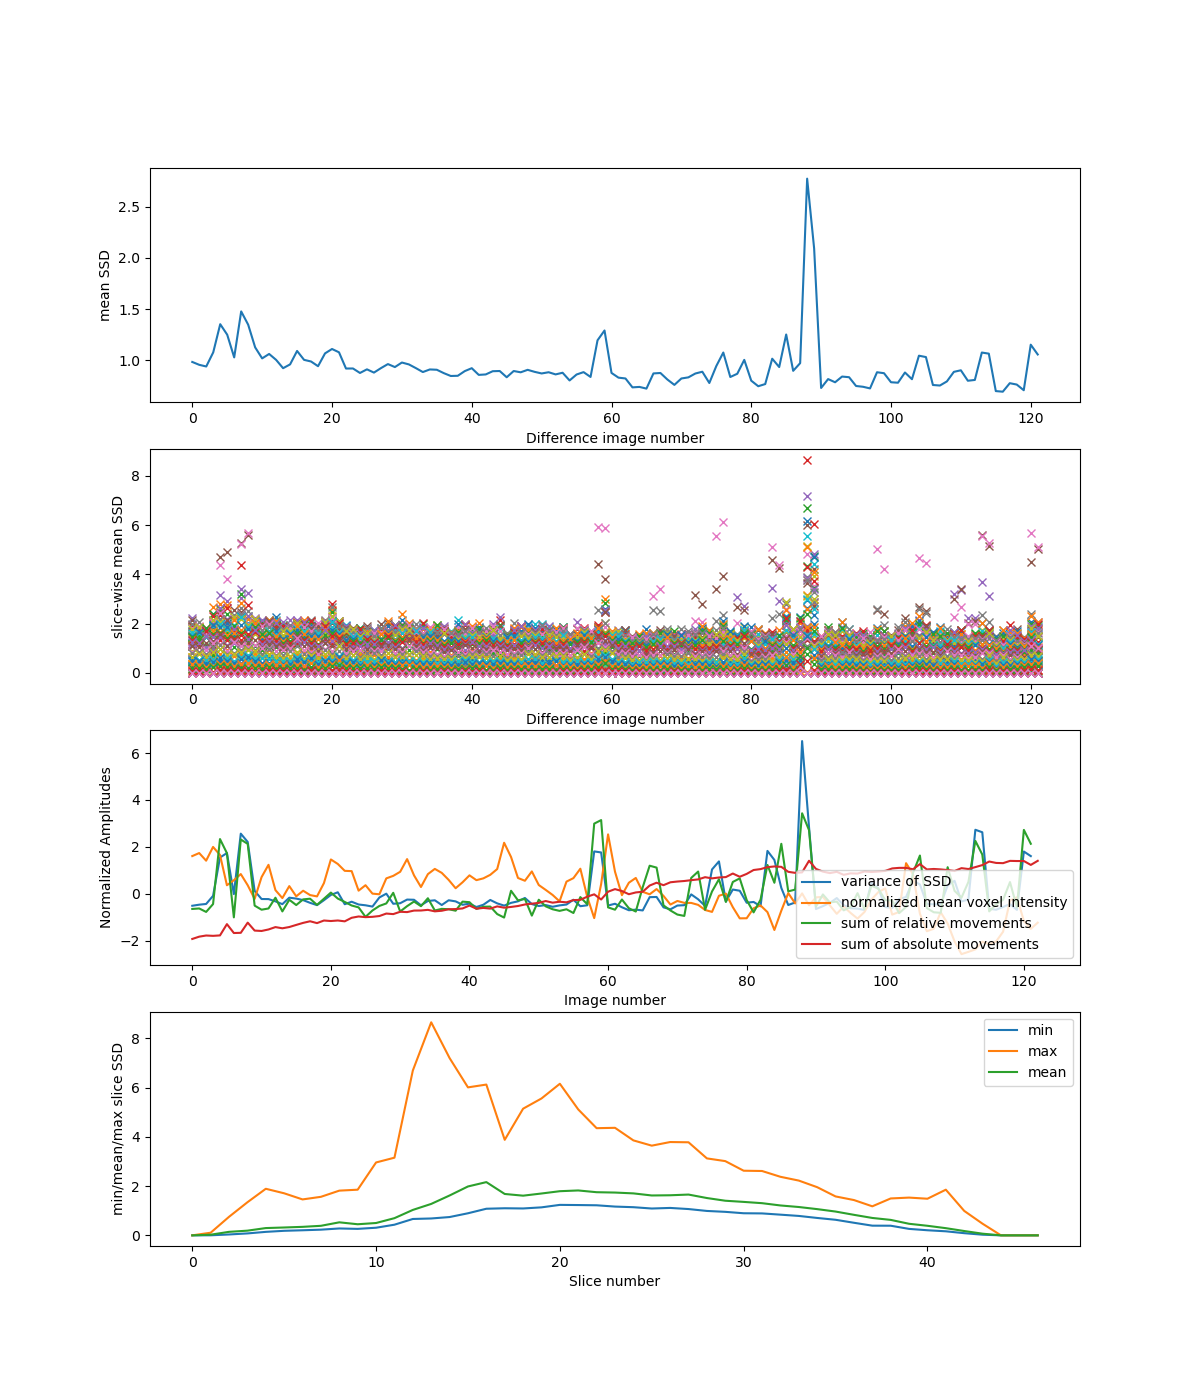 mean SSD
2.5
2.0
1.5
1.0
0 20 40 60 80 100 120
Difference image number
slice-wise mean SSD
8
6
4
2
0
0 20 40 60 80 100 120
Difference image number
Normalized Amplitudes
6
4
2
0
−2
variance of SSD
normalized mean voxel intensity
sum of relative movements
sum of absolute movements
0 20 40 60 80 100 120
Image number
min/mean/max slice SSD
8
6
4
2
0
min
max
mean
0 10 20 30 40
Slice number